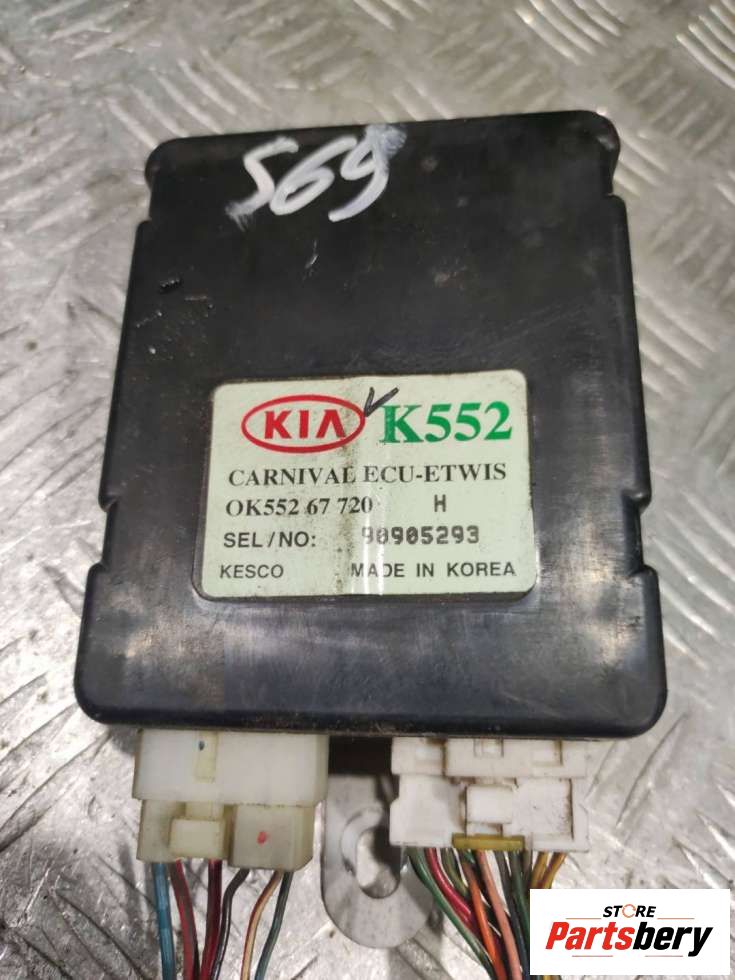 569
KIA K552
CARNIVAL ECU-ETWIS
OK552 67 720 H
SEL/NO: 90905293
KESCO MADE IN KOREA
STORE
Partsbery